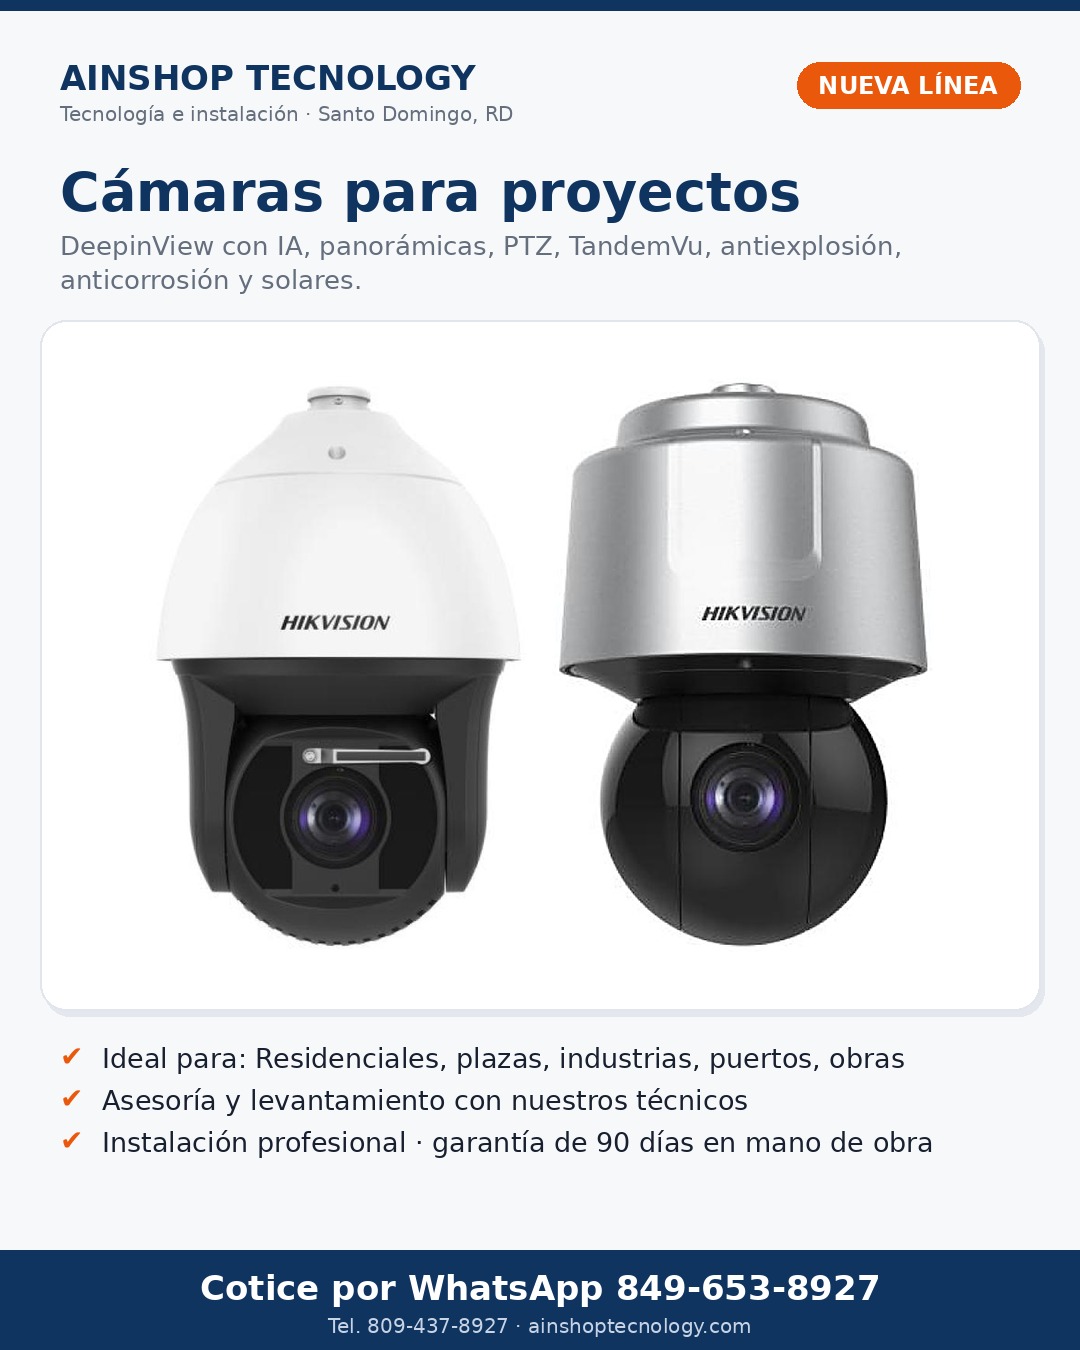 AINSHOP TECNOLOGY
NUEVA LÍNEA
Tecnología e instalación · Santo Domingo, RD
Cámaras para proyectos
DeepinView con IA, panorámicas, PTZ, TandemVu, antiexplosión,
anticorrosión y solares.
HIKVISION
HIKVISION
✔ Ideal para: Residenciales, plazas, industrias, puertos, obras
✔ Asesoría y levantamiento con nuestros técnicos
✔ Instalación profesional · garantía de 90 días en mano de obra
Cotice por WhatsApp 849-653-8927
Tel. 809-437-8927 · ainshoptecnology.com